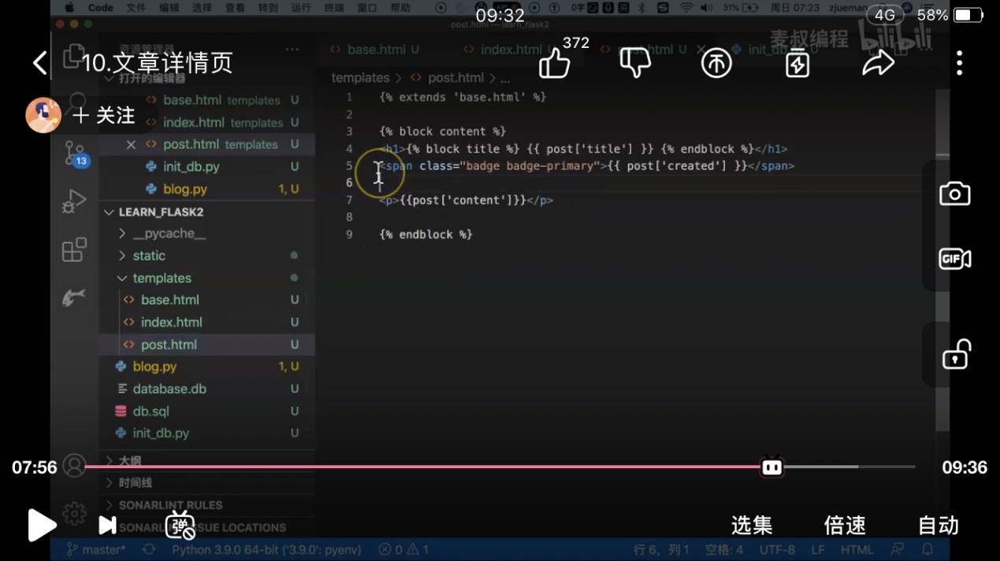 Code 文件 编辑 选择 查看 转到 运行 终端 窗口 帮助 0字 31% 周日 07:23 zjueman
09:32 4G 58%
post.html — learn_flask2
10.文章详情页
372
麦叔编程 bilibili
资源管理器 ...
base.html U index.html post.html U init_db
打开的编辑器
templates > post.html > ...
+ 关注
base.html templates U
index.html templates U
post.html templates U
init_db.py U
blog.py 1, U
13
LEARN_FLASK2
__pycache__
static
templates
base.html U
index.html U
post.html U
blog.py 1, U
database.db U
db.sql U
init_db.py U
大纲
时间线
SONARLINT RULES
SONARLINT ISSUE LOCATIONS
1 {% extends 'base.html' %}
2
3 {% block content %}
4 <h1>{% block title %} {{ post['title'] }} {% endblock %}</h1>
5 <span class="badge badge-primary">{{ post['created'] }}</span>
6
7 <p>{{post['content']}}</p>
8
9 {% endblock %}
GIF
07:56 09:36
弹
选集 倍速 自动
master* Python 3.9.0 64-bit ('3.9.0': pyenv) 0 1 行 6，列 1 空格: 4 UTF-8 LF HTML